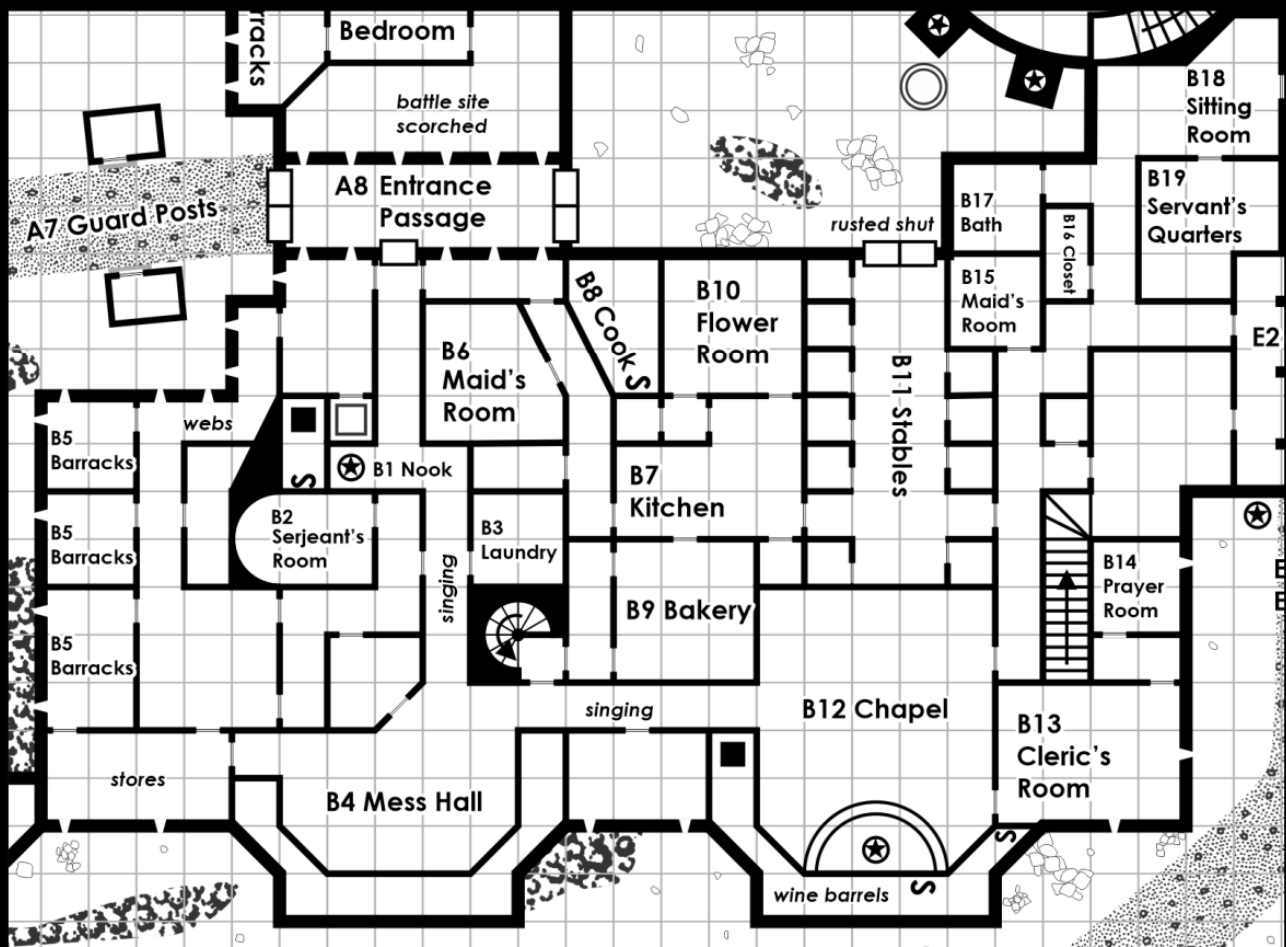 rracks
Bedroom
battle site
scorched
B18
Sitting
Room
A8 Entrance
Passage
A7 Guard Posts
B17
Bath
B19
Servant's
Quarters
rusted shut
B16 Closet
B8 Cook
S
B10
Flower
Room
B15
Maid's
Room
E2
B6
Maid's
Room
B11 Stables
webs
B5
Barracks
B1 Nook
S
B7
Kitchen
B2
Serjeant's
Room
B3
Laundry
B5
Barracks
singing
B14
Prayer
Room
B9 Bakery
B5
Barracks
singing
B12 Chapel
B13
Cleric's
Room
stores
B4 Mess Hall
S
wine barrels
S